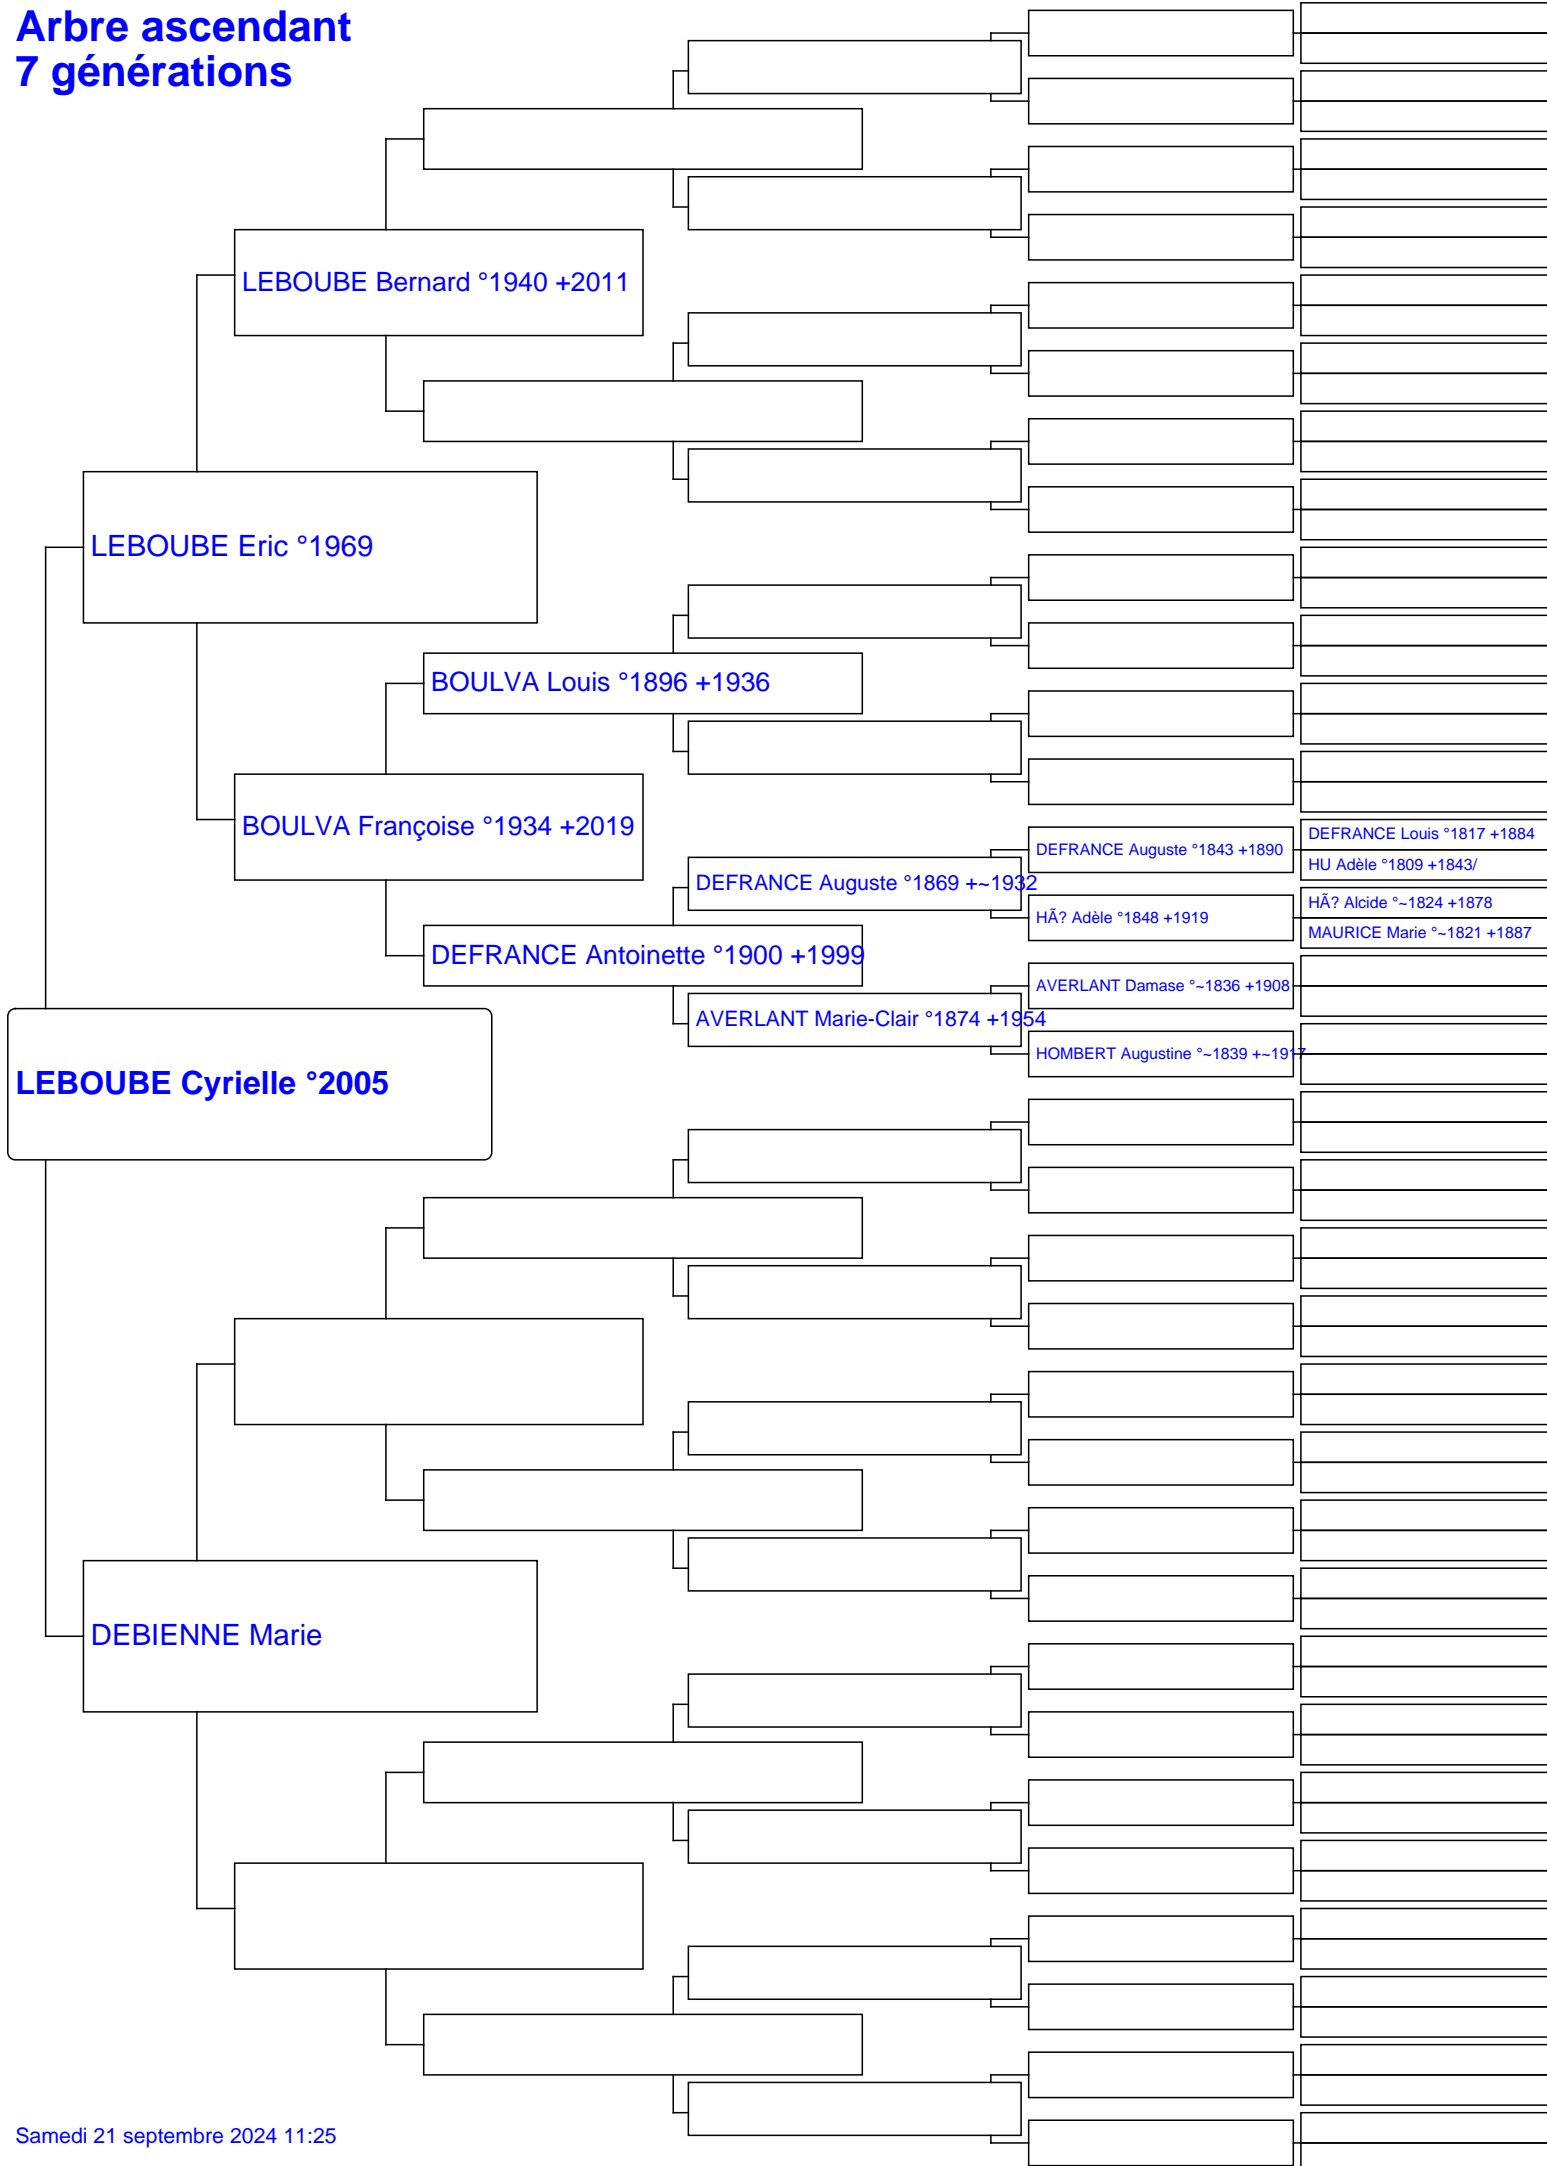 Arbre ascendant
7 générations
LEBOUBE Bernard °1940 +2011
LEBOUBE Eric °1969
BOULVA Louis °1896 +1936
BOULVA Françoise °1934 +2019
DEFRANCE Louis °1817 +1884
DEFRANCE Auguste °1843 +1890
HU Adèle °1809 +1843/
DEFRANCE Auguste °1869 +~1932
HÃ? Alcide °~1824 +1878
HÃ? Adèle °1848 +1919
MAURICE Marie °~1821 +1887
DEFRANCE Antoinette °1900 +1999
AVERLANT Damase °~1836 +1908
AVERLANT Marie-Clair °1874 +1954
HOMBERT Augustine °~1839 +~1917
LEBOUBE Cyrielle °2005
DEBIENNE Marie
Samedi 21 septembre 2024 11:25